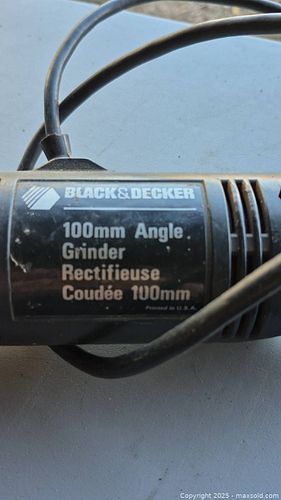 BLACK&DECKER
100mm Angle
Grinder
Rectifieuse
Coudée 100mm
Printed in U.S.A.
Copyright © 2025 - maxsold.com